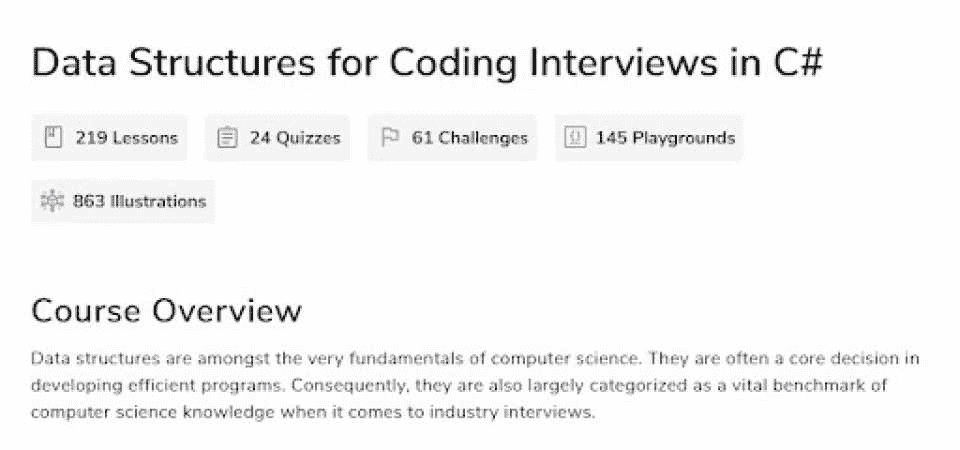 Data Structures for Coding Interviews in C#
219 Lessons 24 Quizzes 61 Challenges 145 Playgrounds
863 Illustrations
Course Overview
Data structures are amongst the very fundamentals of computer science. They are often a core decision in
developing efficient programs. Consequently, they are also largely categorized as a vital benchmark of
computer science knowledge when it comes to industry interviews.